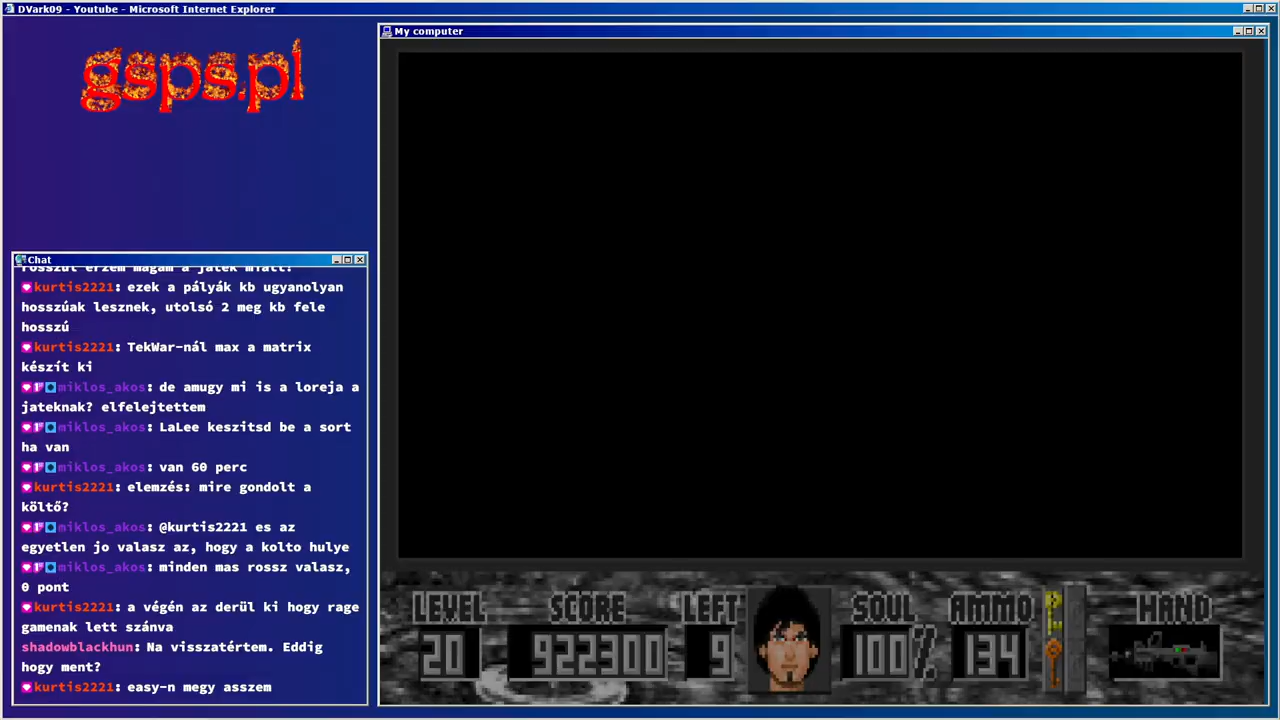 DVark09 - Youtube - Microsoft Internet Explorer
gsps.pl
My computer
Chat
rosszul érzem magam a játék miatt!
kurtis2221: ezek a pályák kb ugyanolyan
hosszúak lesznek, utolsó 2 meg kb fele
hosszú
kurtis2221: TekWar-nál max a matrix
készít ki
miklos_akos: de amugy mi is a loreja a
jateknak? elfelejtettem
miklos_akos: LaLee keszitsd be a sort
ha van
miklos_akos: van 60 perc
kurtis2221: elemzés: mire gondolt a
költő?
miklos_akos: @kurtis2221 es az
egyetlen jo valasz az, hogy a kolto hulye
miklos_akos: minden mas rossz valasz,
0 pont
kurtis2221: a végén az derül ki hogy rage
gamenak lett szánva
shadowblackhun: Na visszatértem. Eddig
hogy ment?
kurtis2221: easy-n megy asszem
LEVEL SCORE LEFT SOUL AMMO HAND
20 922300 9 100% 134